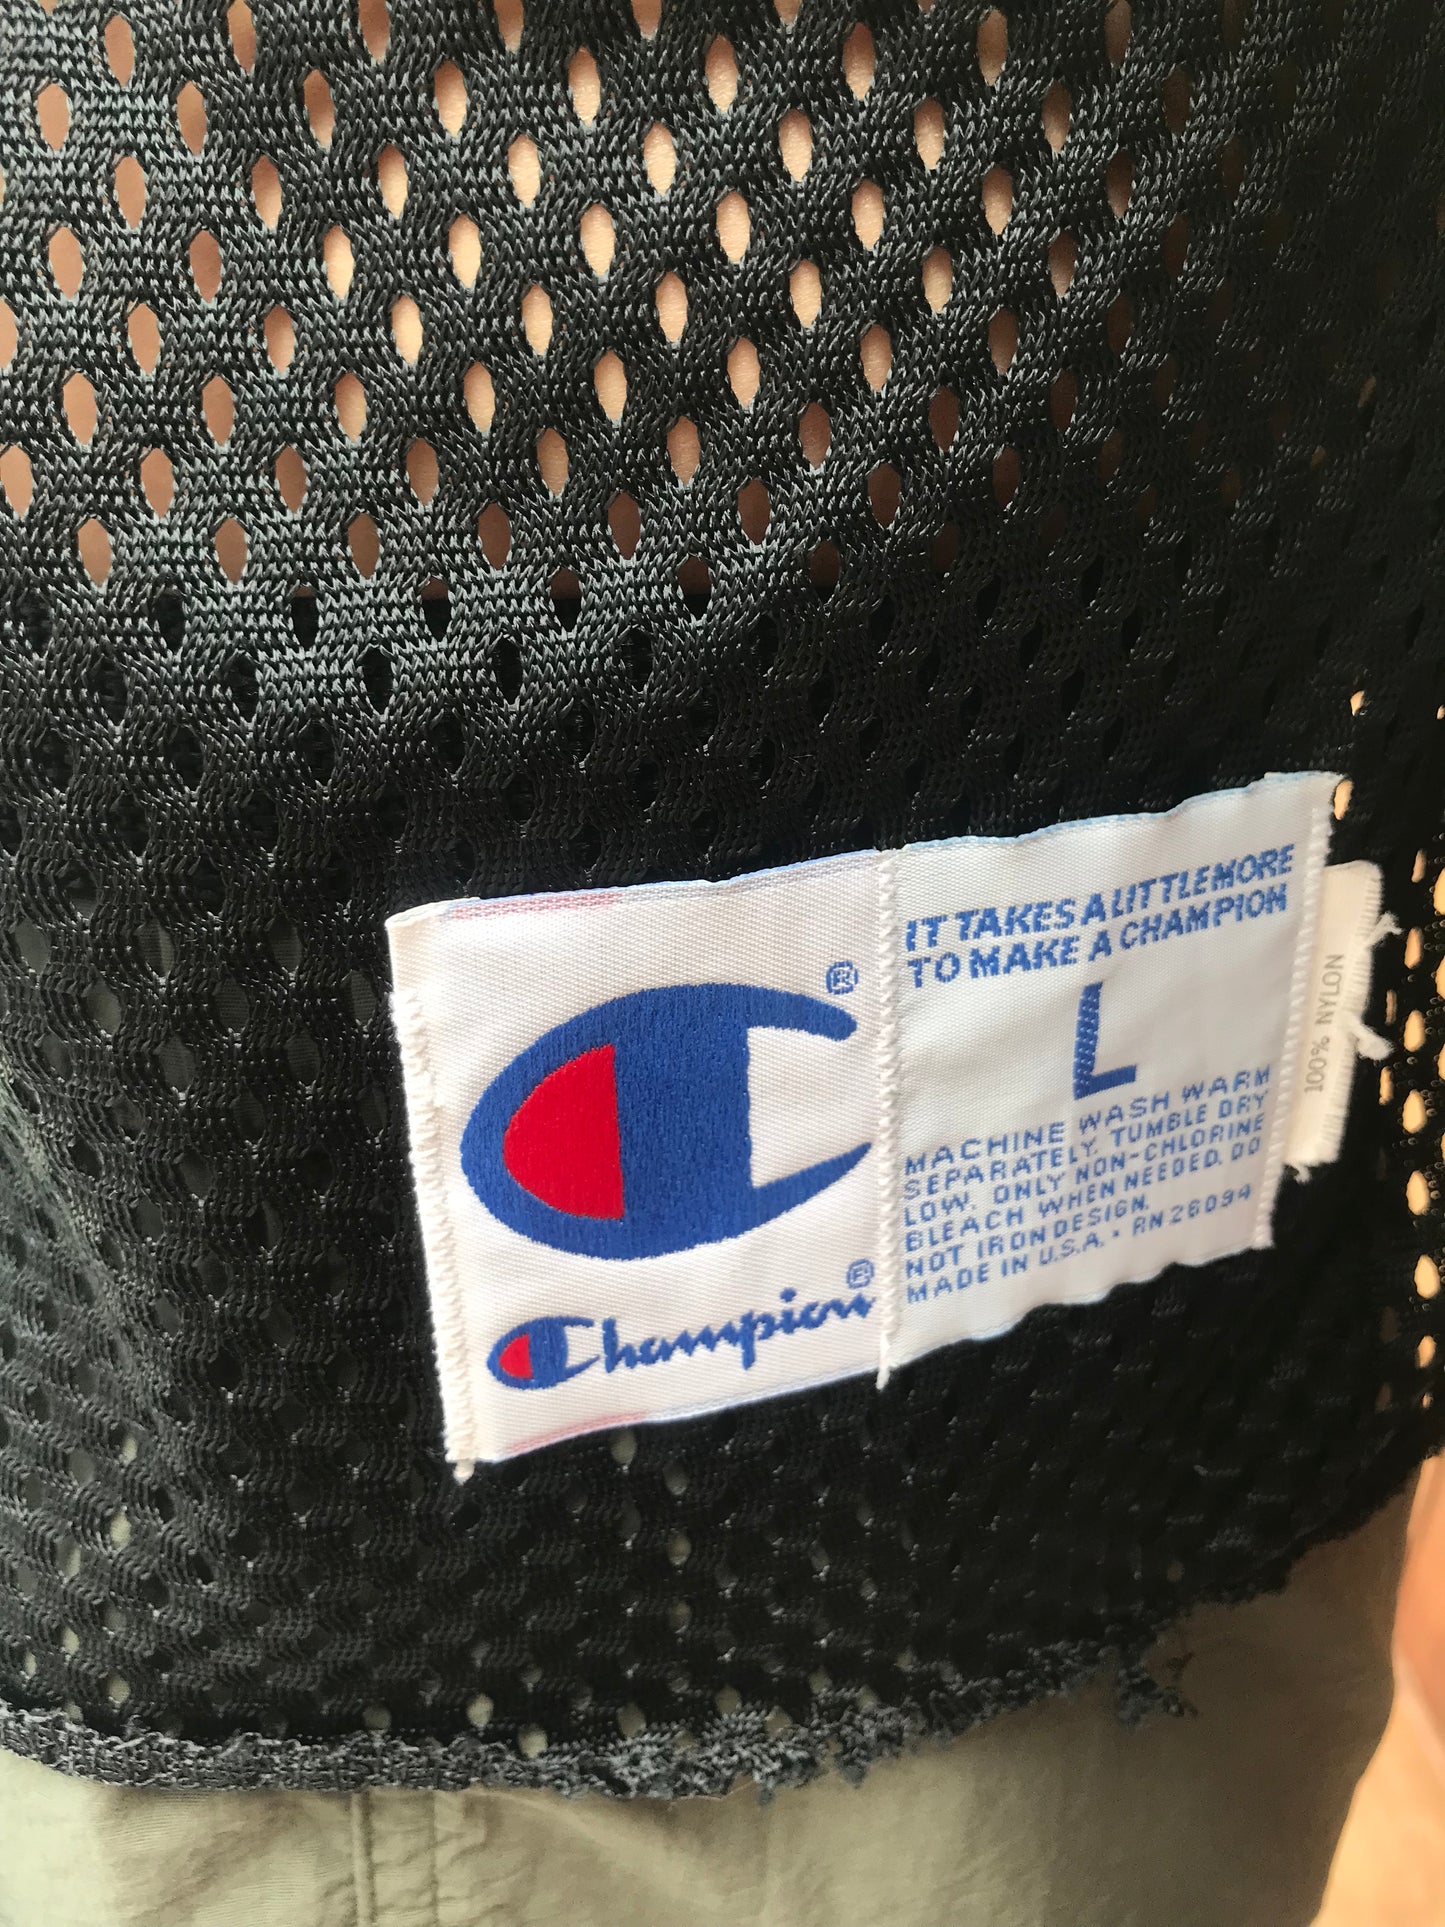 ®
Champion®
IT TAKES A LITTLE MORE
TO MAKE A CHAMPION
L
MACHINE WASH WARM
SEPARATELY. TUMBLE DRY
LOW. ONLY NON-CHLORINE
BLEACH WHEN NEEDED. DO
NOT IRON DESIGN.
MADE IN U.S.A. • RN 26094
100% NYLON